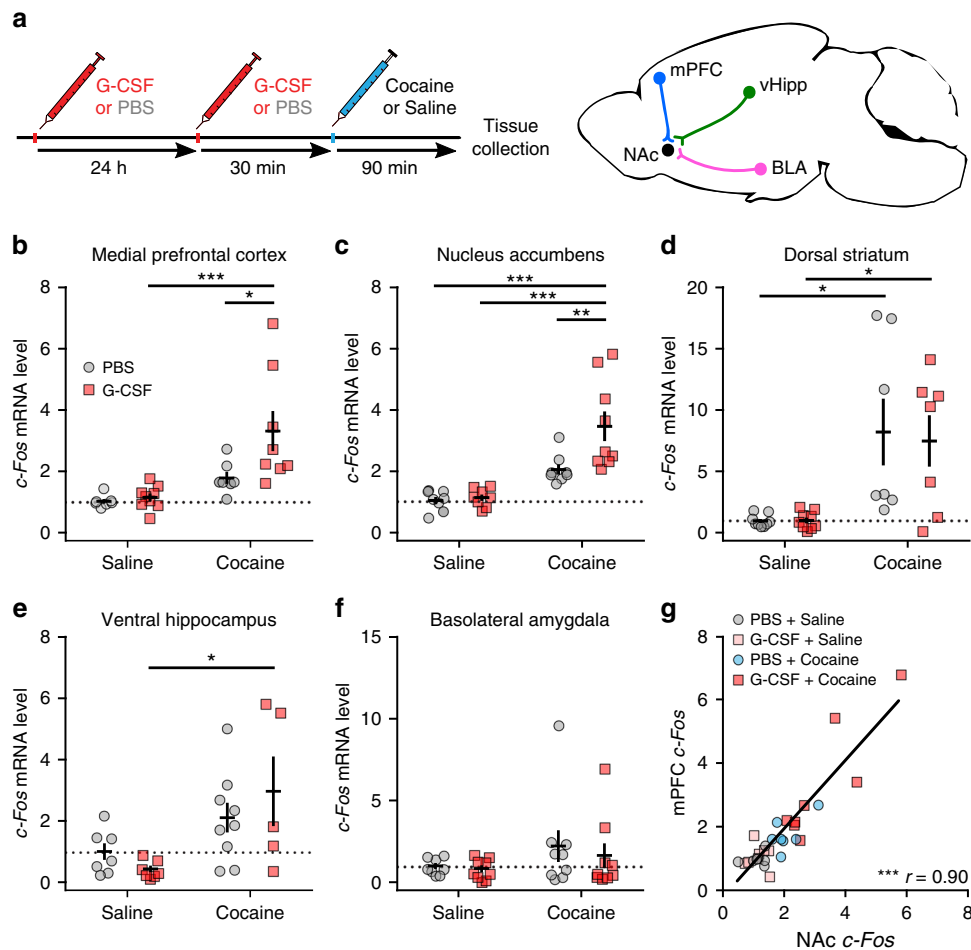 a
G-CSF
or PBS
G-CSF
or PBS
Cocaine
or Saline
Tissue
collection
24 h
30 min
90 min
mPFC
vHipp
NAc
BLA
b
Medial prefrontal cortex
***
*
8
6
4
2
0
c-Fos mRNA level
PBS
G-CSF
Saline
Cocaine
c
Nucleus accumbens
***
***
**
8
6
4
2
0
c-Fos mRNA level
Saline
Cocaine
d
Dorsal striatum
*
*
20
15
10
5
0
c-Fos mRNA level
Saline
Cocaine
e
Ventral hippocampus
*
8
6
4
2
0
c-Fos mRNA level
Saline
Cocaine
f
Basolateral amygdala
15
10
5
0
c-Fos mRNA level
Saline
Cocaine
g
PBS + Saline
G-CSF + Saline
PBS + Cocaine
G-CSF + Cocaine
8
6
4
2
0
mPFC c-Fos
*** r = 0.90
0
2
4
6
8
NAc c-Fos